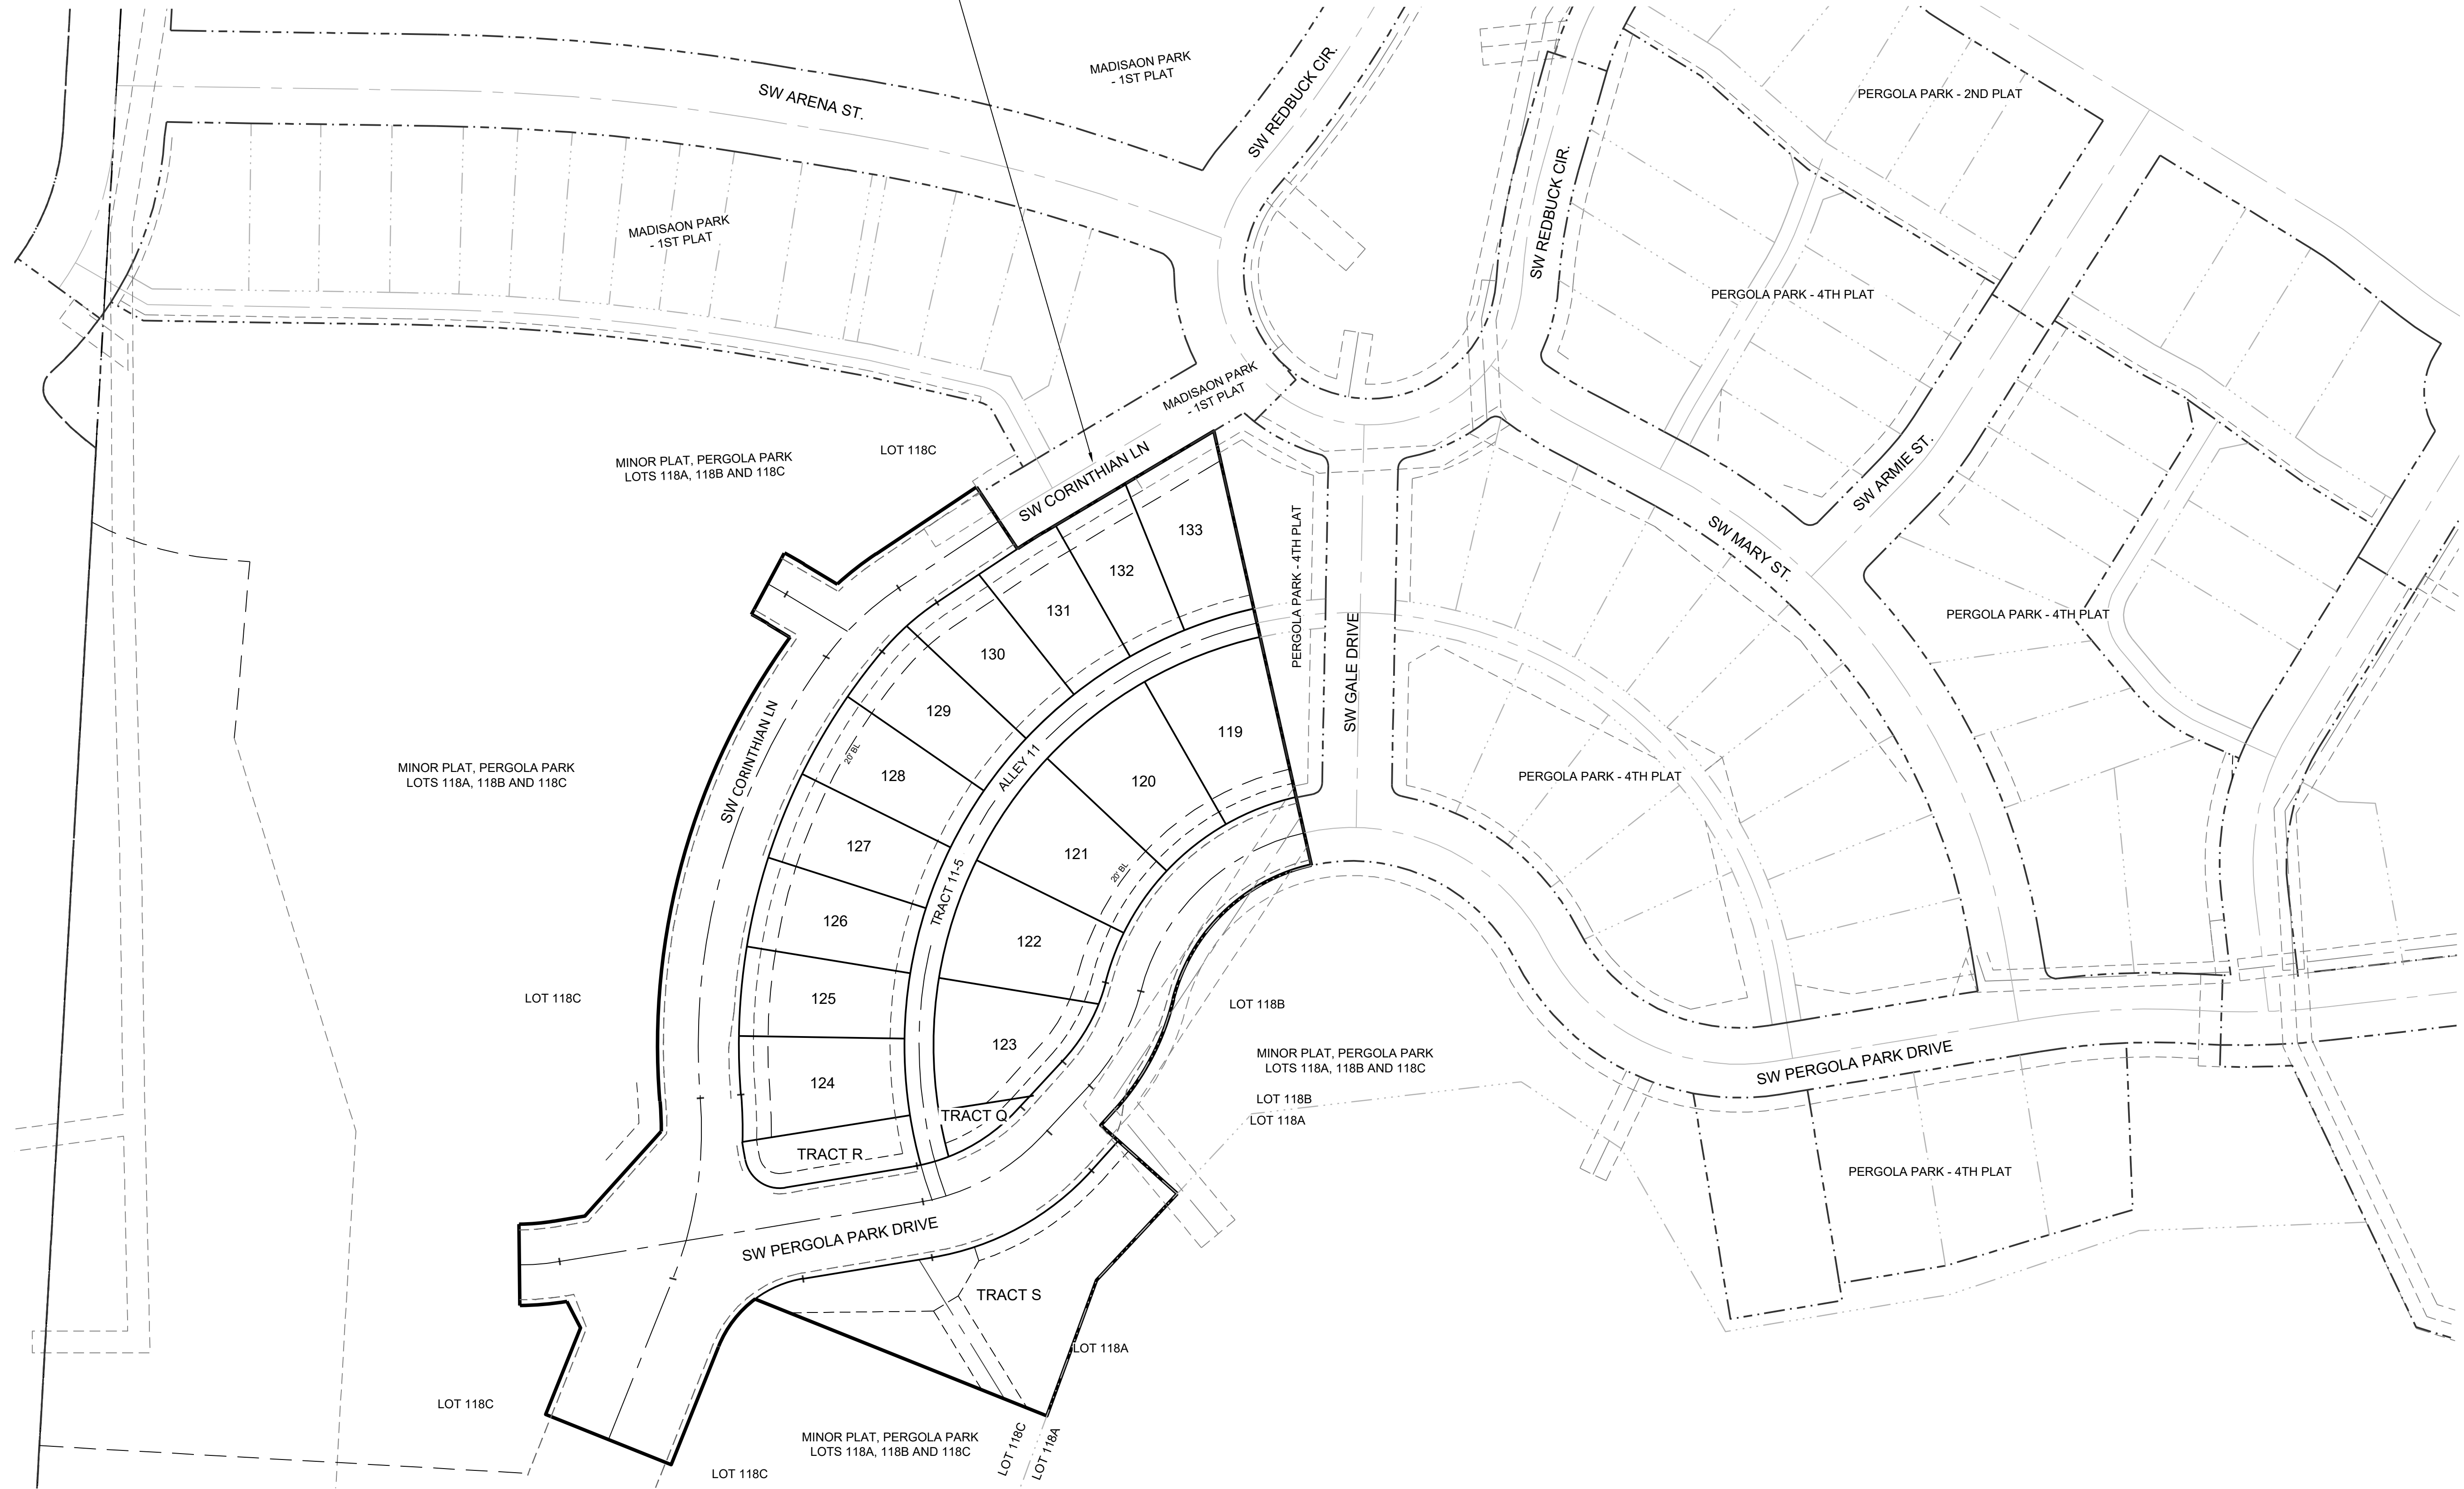 MADISAON PARK
- 1ST PLAT
SW REDBUCK CIR.
PERGOLA PARK - 2ND PLAT
SW ARENA ST.
SW REDBUCK CIR.
MADISAON PARK
- 1ST PLAT
PERGOLA PARK - 4TH PLAT
MADISAON PARK
- 1ST PLAT
MINOR PLAT, PERGOLA PARK
LOTS 118A, 118B AND 118C
LOT 118C
SW CORINTHIAN LN
SW ARMIE ST.
SW MARY ST.
133
132
131
130
129
128
127
126
125
124
PERGOLA PARK - 4TH PLAT
SW GALE DRIVE
PERGOLA PARK - 4TH PLAT
119
120
121
122
123
20' BL
20' BL
ALLEY 11
TRACT 11-5
SW CORINTHIAN LN
MINOR PLAT, PERGOLA PARK
LOTS 118A, 118B AND 118C
PERGOLA PARK - 4TH PLAT
LOT 118C
LOT 118B
MINOR PLAT, PERGOLA PARK
LOTS 118A, 118B AND 118C
LOT 118B
LOT 118A
SW PERGOLA PARK DRIVE
TRACT Q
TRACT R
PERGOLA PARK - 4TH PLAT
SW PERGOLA PARK DRIVE
TRACT S
LOT 118A
LOT 118C
MINOR PLAT, PERGOLA PARK
LOTS 118A, 118B AND 118C
LOT 118C
LOT 118A
LOT 118C